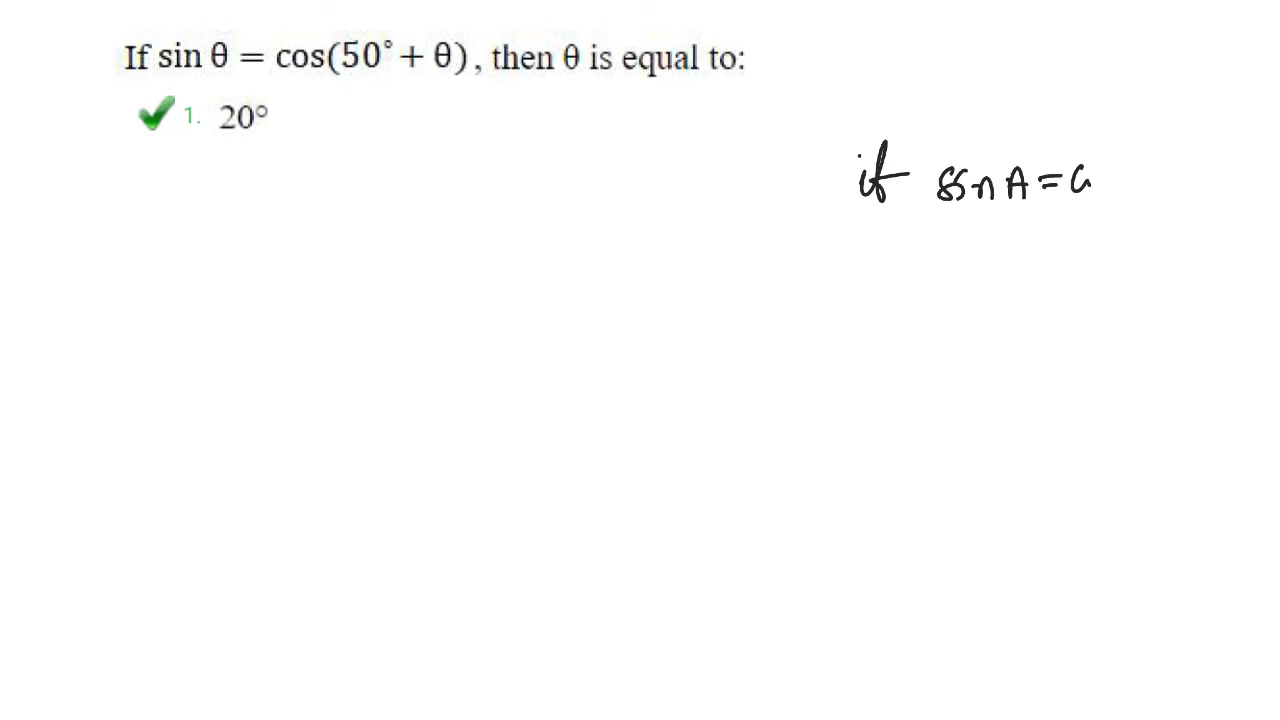 If sin θ = cos(50° + θ), then θ is equal to:
1. 20°
if sin A = c